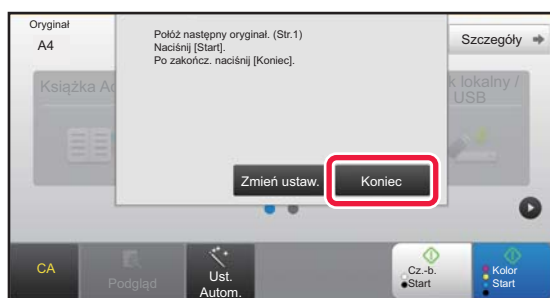 Oryginał
A4
Połóż następny oryginał. (Str.1)
Naciśnij [Start].
Po zakończ. naciśnij [Koniec].
Szczegóły
Książka
k lokalny /
USB
Zmień ustaw.
Koniec
CA
Podgląd
Ust.
Autom.
Cz.-b.
Start
Kolor
Start